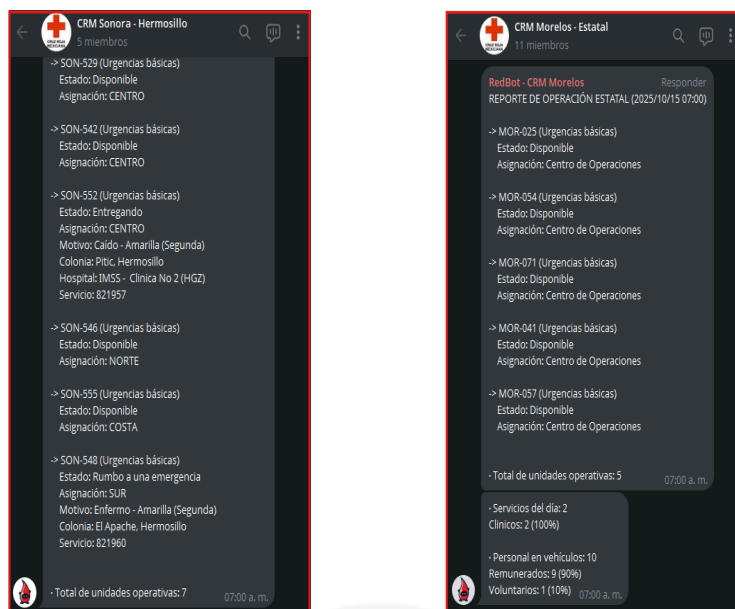 CRM Sonora - Hermosillo
5 miembros
-> SON-529 (Urgencias básicas)
Estado: Disponible
Asignación: CENTRO
-> SON-542 (Urgencias básicas)
Estado: Disponible
Asignación: CENTRO
-> SON-552 (Urgencias básicas)
Estado: Entregando
Asignación: CENTRO
Motivo: Caído - Amarilla (Segunda)
Colonia: Pitic, Hermosillo
Hospital: IMSS - Clinica No 2 (HGZ)
Servicio: 821957
-> SON-546 (Urgencias básicas)
Estado: Disponible
Asignación: NORTE
-> SON-555 (Urgencias básicas)
Estado: Disponible
Asignación: COSTA
-> SON-548 (Urgencias básicas)
Estado: Rumbo a una emergencia
Asignación: SUR
Motivo: Enfermo - Amarilla (Segunda)
Colonia: El Apache, Hermosillo
Servicio: 821960
· Total de unidades operativas: 7
07:00 a. m.
CRM Morelos - Estatal
11 miembros
RedBot - CRM Morelos Responder
REPORTE DE OPERACIÓN ESTATAL (2025/10/15 07:00)
-> MOR-025 (Urgencias básicas)
Estado: Disponible
Asignación: Centro de Operaciones
-> MOR-054 (Urgencias básicas)
Estado: Disponible
Asignación: Centro de Operaciones
-> MOR-071 (Urgencias básicas)
Estado: Disponible
Asignación: Centro de Operaciones
-> MOR-041 (Urgencias básicas)
Estado: Disponible
Asignación: Centro de Operaciones
-> MOR-057 (Urgencias básicas)
Estado: Disponible
Asignación: Centro de Operaciones
· Total de unidades operativas: 5
07:00 a. m.
· Servicios del día: 2
Clinicos: 2 (100%)
· Personal en vehículos: 10
Remunerados: 9 (90%)
Voluntarios: 1 (10%) 07:00 a. m.